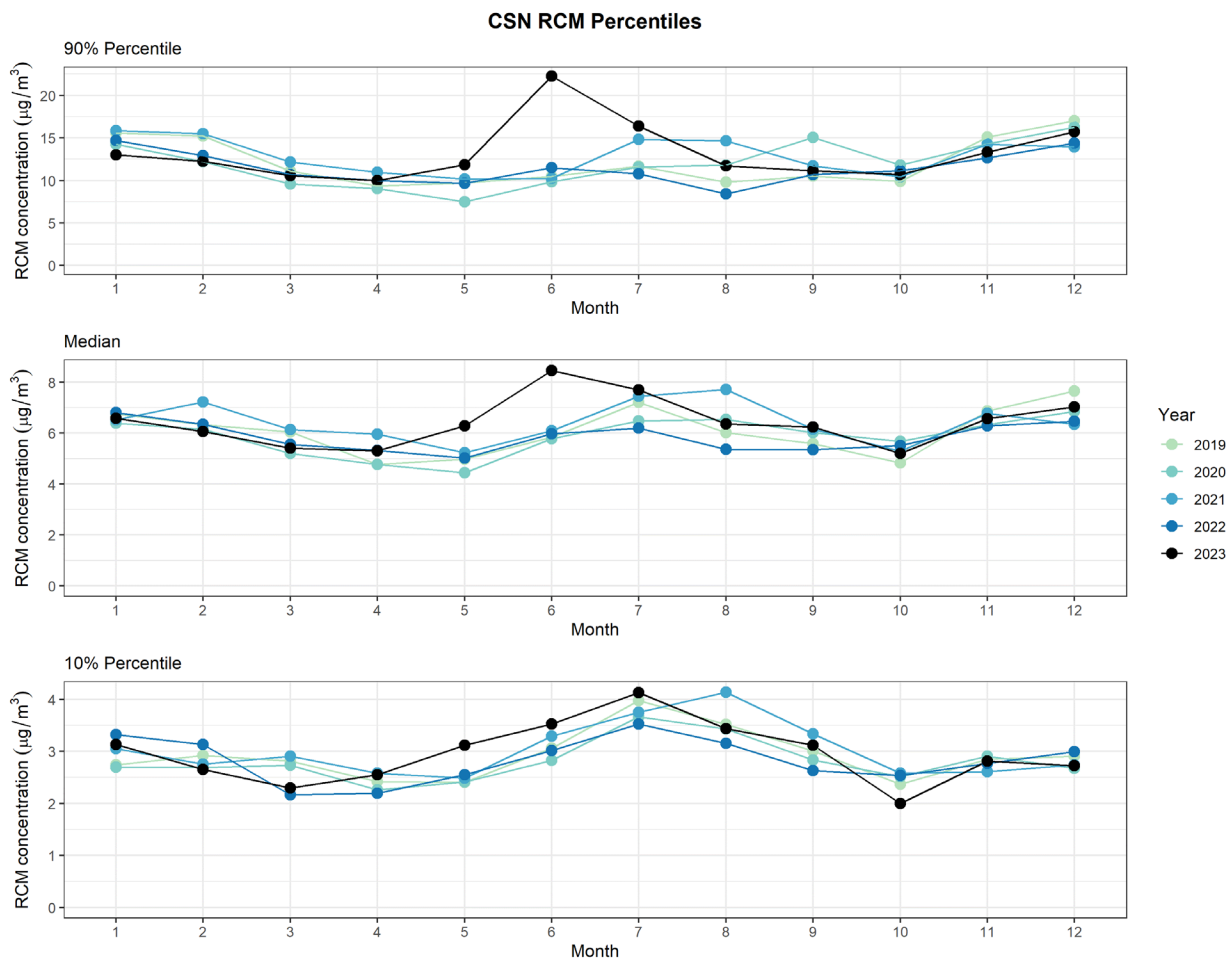 CSN RCM Percentiles
90% Percentile
RCM concentration (μg/m³)
20
15
10
5
0
1 2 3 4 5 6 7 8 9 10 11 12
Month
Median
RCM concentration (μg/m³)
8
6
4
2
0
1 2 3 4 5 6 7 8 9 10 11 12
Month
10% Percentile
RCM concentration (μg/m³)
4
3
2
1
0
1 2 3 4 5 6 7 8 9 10 11 12
Month
Year
2019
2020
2021
2022
2023